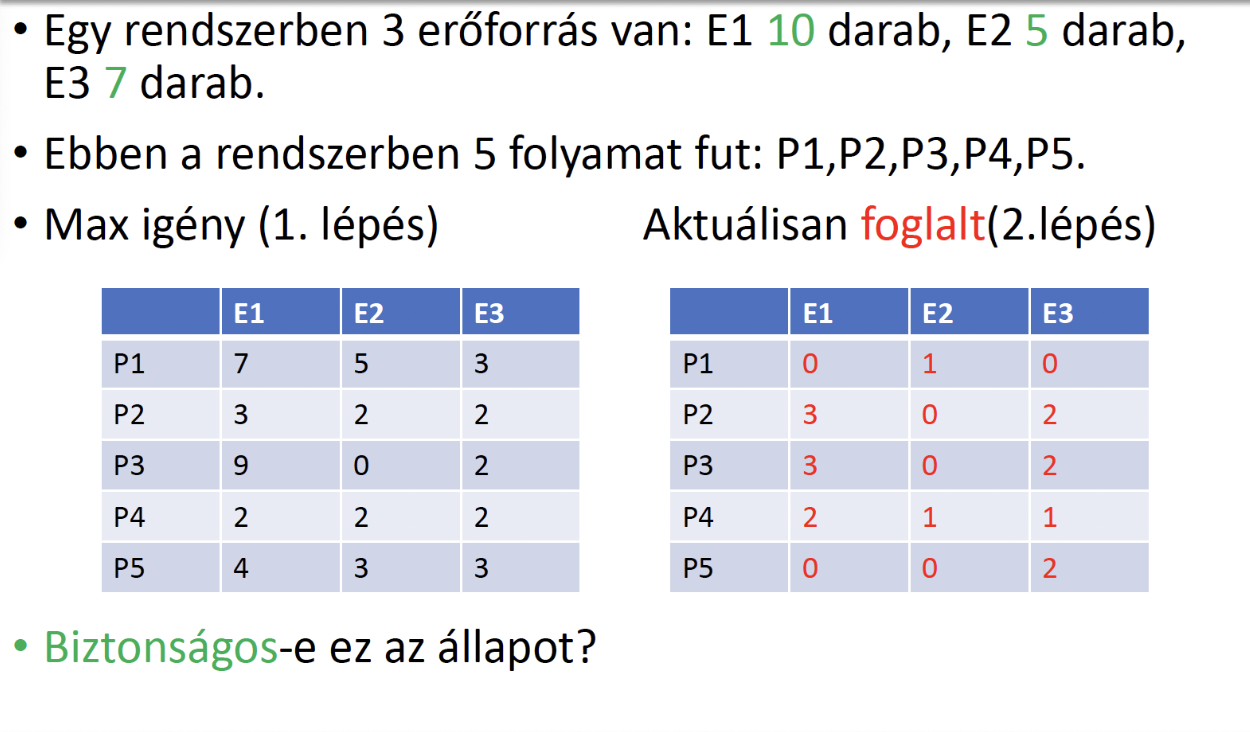 • Egy rendszerben 3 erőforrás van: E1 10 darab, E2 5 darab,
E3 7 darab.
• Ebben a rendszerben 5 folyamat fut: P1,P2,P3,P4,P5.
• Max igény (1. lépés) Aktuálisan foglalt(2.lépés)
E1 E2 E3
P1 7 5 3
P2 3 2 2
P3 9 0 2
P4 2 2 2
P5 4 3 3
E1 E2 E3
P1 0 1 0
P2 3 0 2
P3 3 0 2
P4 2 1 1
P5 0 0 2
• Biztonságos-e ez az állapot?